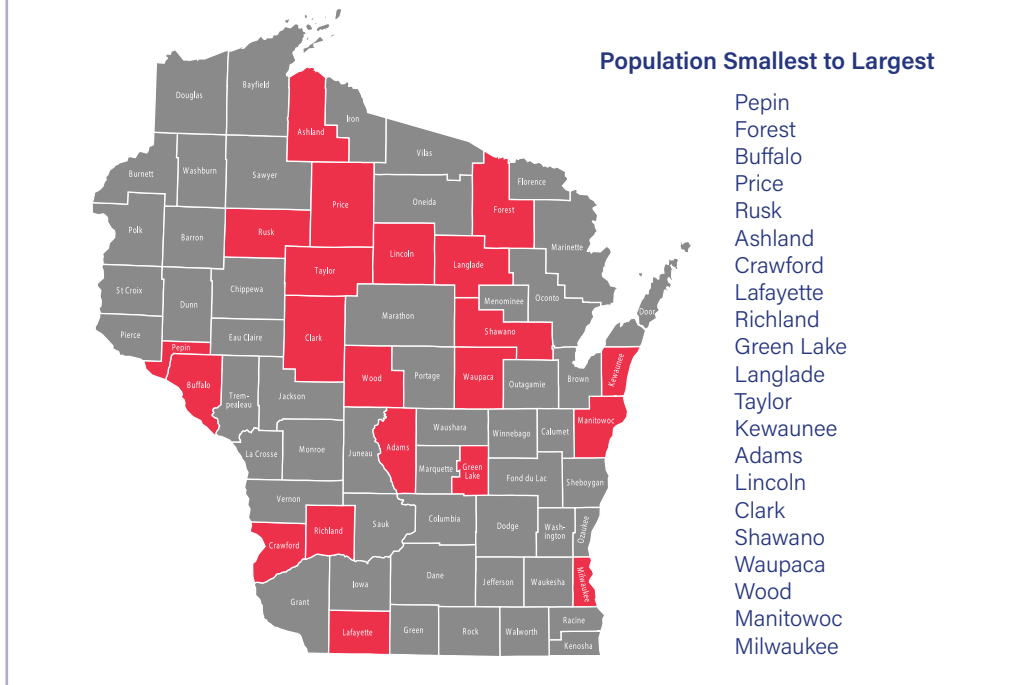 Population Smallest to Largest
Pepin
Forest
Buffalo
Price
Rusk
Ashland
Crawford
Lafayette
Richland
Green Lake
Langlade
Taylor
Kewaunee
Adams
Lincoln
Clark
Shawano
Waupaca
Wood
Manitowoc
Milwaukee
Douglas
Bayfield
Ashland
Iron
Vilas
Burnett
Washburn
Sawyer
Price
Oneida
Forest
Florence
Polk
Barron
Rusk
Lincoln
Langlade
Marinette
Taylor
St Croix
Dunn
Chippewa
Marathon
Menominee
Oconto
Door
Pierce
Eau Claire
Clark
Shawano
Pepin
Buffalo
Trem-
pealeau
Jackson
Wood
Portage
Waupaca
Outagamie
Brown
Kewaunee
La Crosse
Monroe
Juneau
Adams
Waushara
Marquette
Green
Lake
Winnebago
Calumet
Manitowoc
Fond du Lac
Sheboygan
Vernon
Crawford
Richland
Sauk
Columbia
Dodge
Wash-
ington
Ozaukee
Grant
Iowa
Dane
Jefferson
Waukesha
Milwaukee
Lafayette
Green
Rock
Walworth
Racine
Kenosha